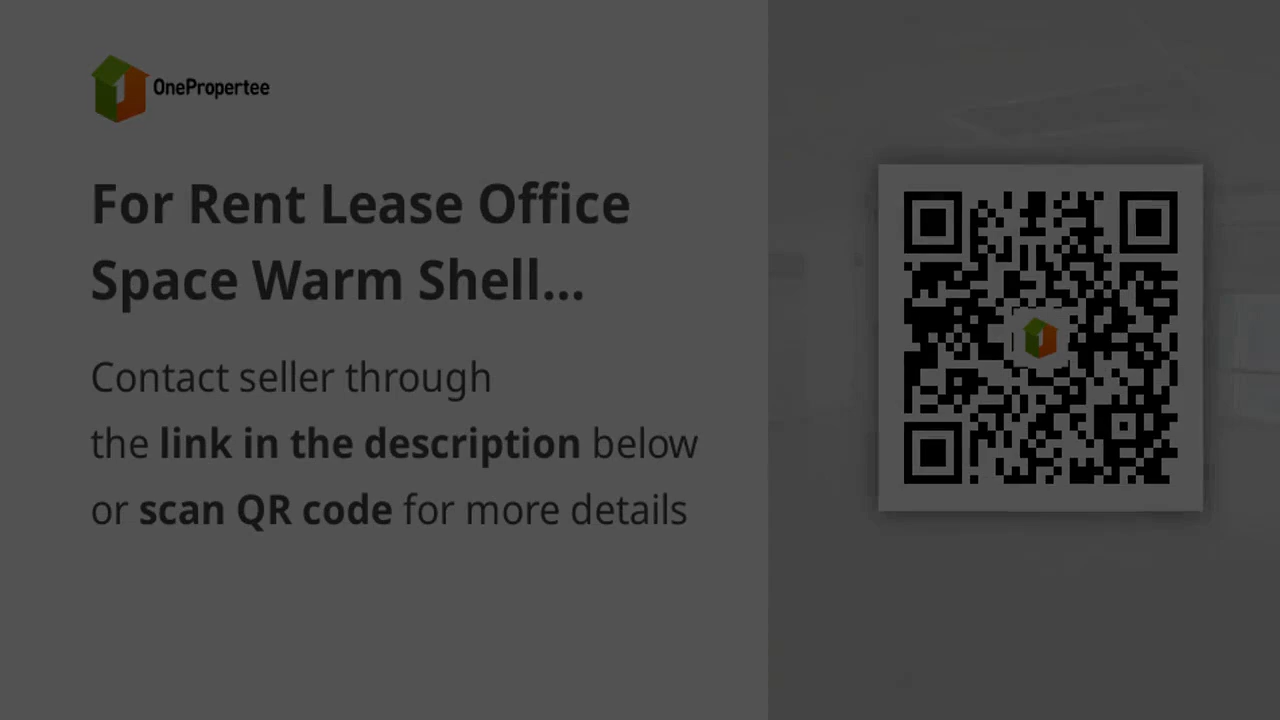 OnePropertee
For Rent Lease Office
Space Warm Shell...
Contact seller through
the link in the description below
or scan QR code for more details